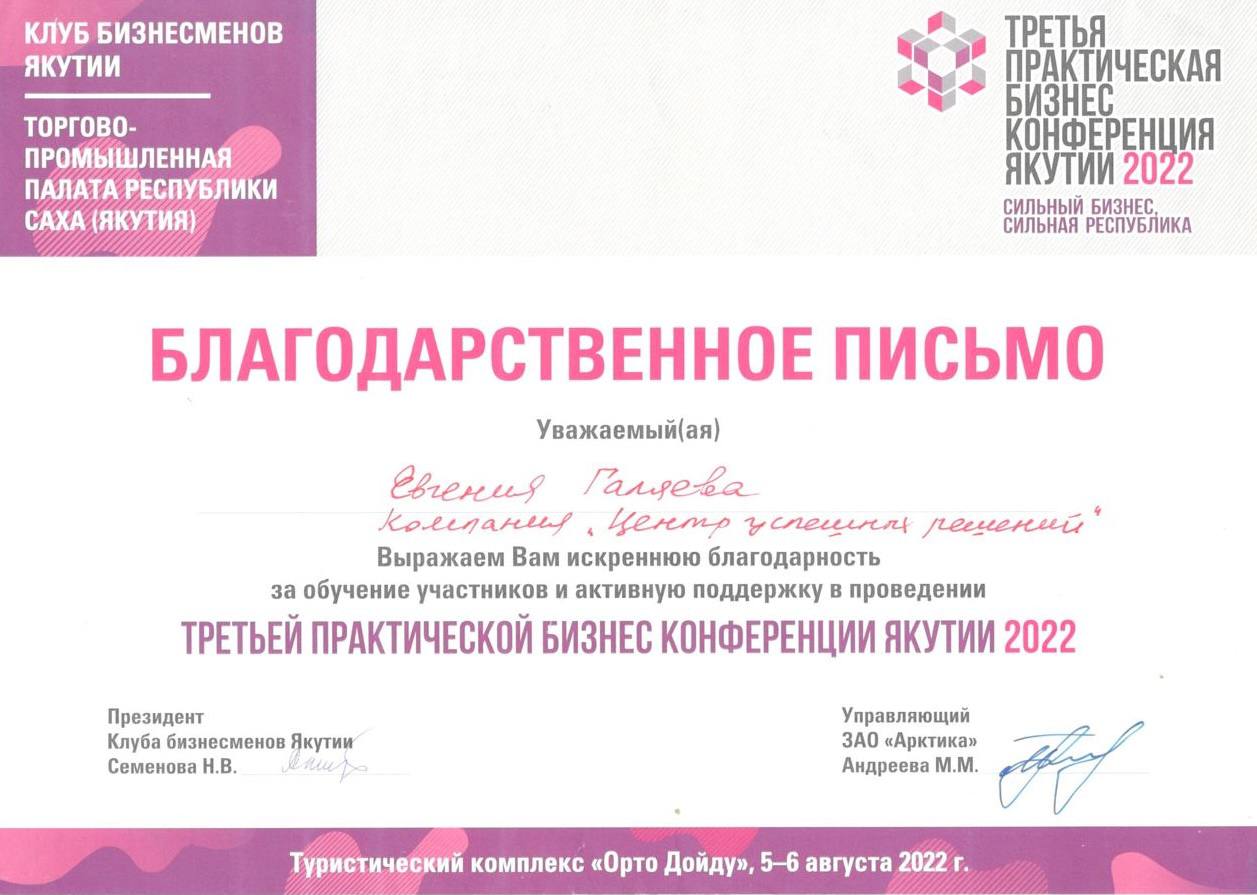 КЛУБ БИЗНЕСМЕНОВ
ЯКУТИИ
ТОРГОВО-
ПРОМЫШЛЕННАЯ
ПАЛАТА РЕСПУБЛИКИ
САХА (ЯКУТИЯ)
ТРЕТЬЯ
ПРАКТИЧЕСКАЯ
БИЗНЕС
КОНФЕРЕНЦИЯ
ЯКУТИИ 2022
СИЛЬНЫЙ БИЗНЕС,
СИЛЬНАЯ РЕСПУБЛИКА
БЛАГОДАРСТВЕННОЕ ПИСЬМО
Уважаемый(ая)
Евгения Галяева
компания „Центр успешных решений"
Выражаем Вам искреннюю благодарность
за обучение участников и активную поддержку в проведении
ТРЕТЬЕЙ ПРАКТИЧЕСКОЙ БИЗНЕС КОНФЕРЕНЦИИ ЯКУТИИ 2022
Президент
Клуба бизнесменов Якутии
Семенова Н.В.
Управляющий
ЗАО «Арктика»
Андреева М.М.
Туристический комплекс «Орто Дойду», 5–6 августа 2022 г.